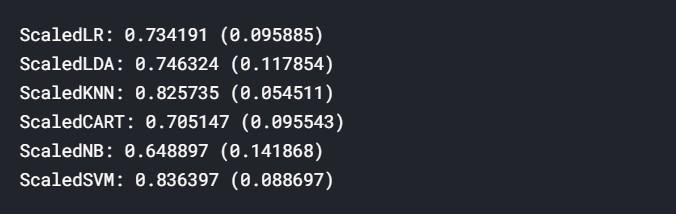 ScaledLR: 0.734191 (0.095885)
ScaledLDA: 0.746324 (0.117854)
ScaledKNN: 0.825735 (0.054511)
ScaledCART: 0.705147 (0.095543)
ScaledNB: 0.648897 (0.141868)
ScaledSVM: 0.836397 (0.088697)